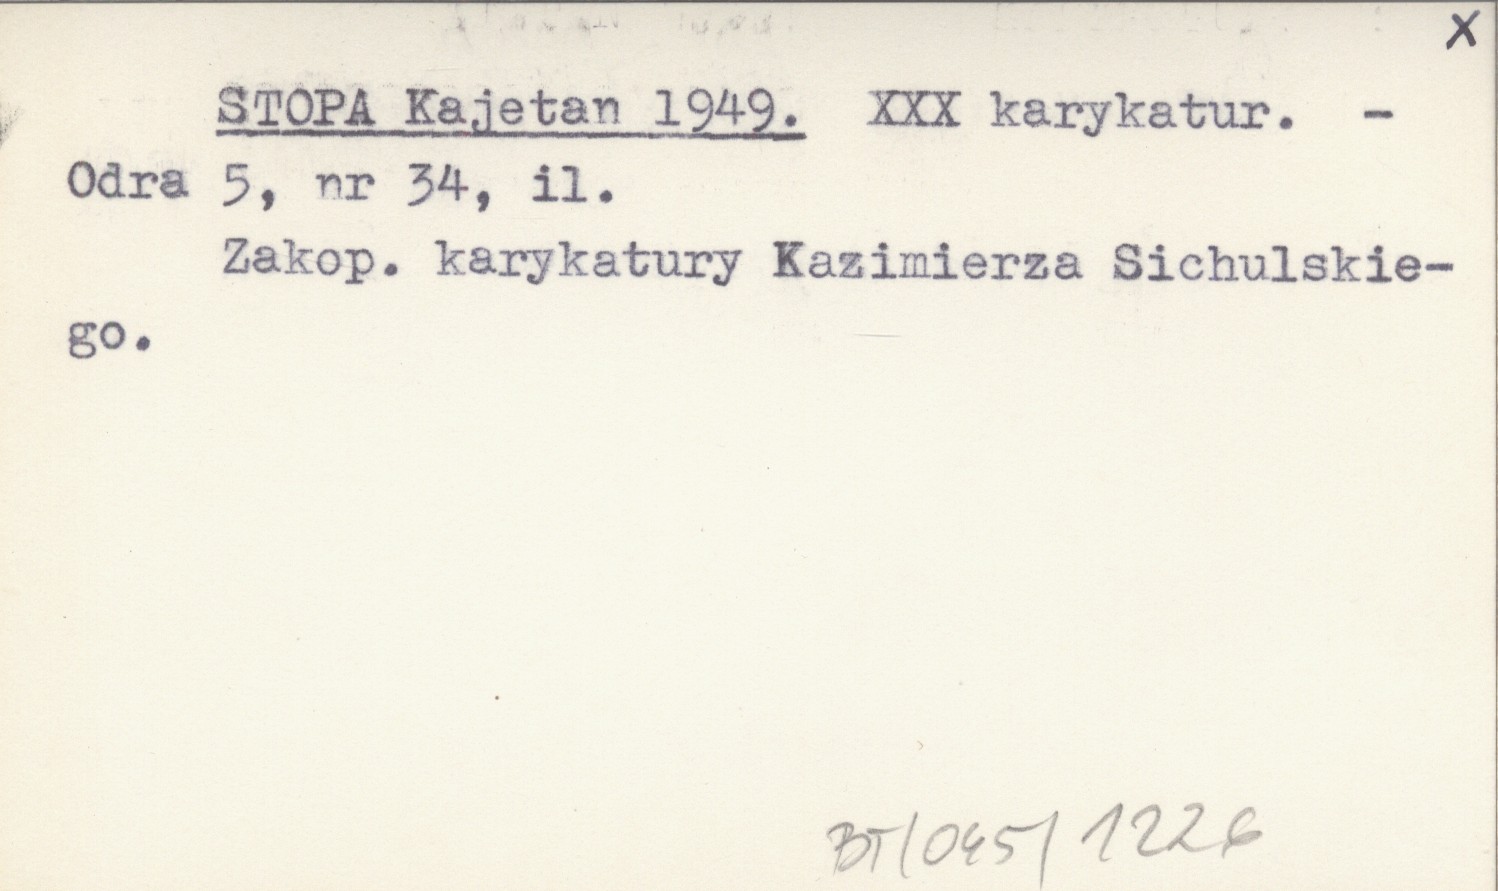 X
STOPA Kajetan 1949. XXX karykatur. -
Odra 5, nr 34, il.
Zakop. karykatury Kazimierza Sichulskie-
go.
BT/045/1226